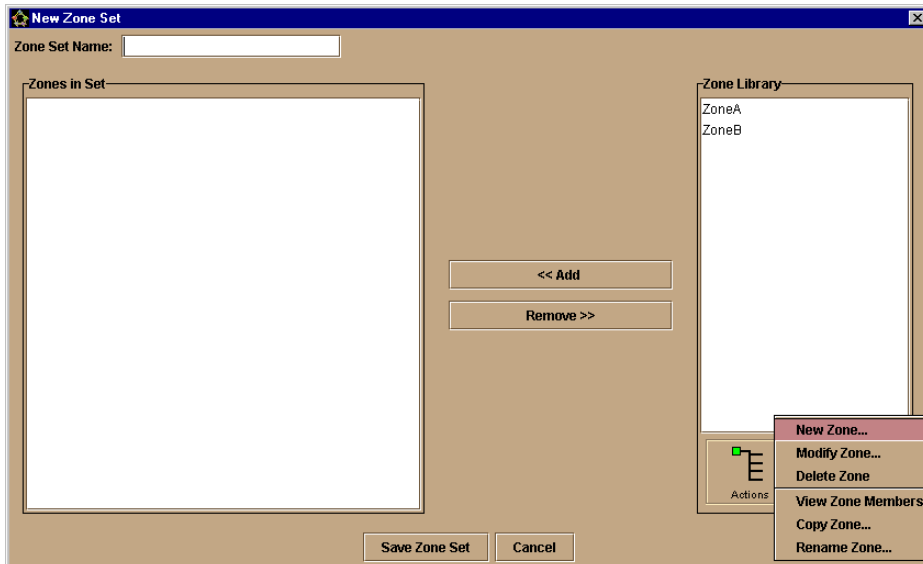 New Zone Set
Zone Set Name:
Zones in Set
Zone Library
ZoneA
ZoneB
<< Add
Remove >>
New Zone...
Modify Zone...
Delete Zone
Actions
View Zone Members
Copy Zone...
Rename Zone...
Save Zone Set
Cancel